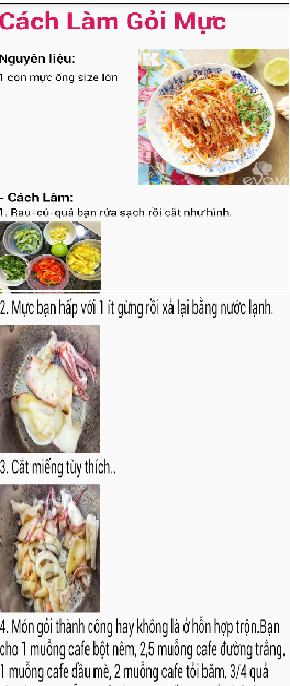 Cách Làm Gỏi Mực
Nguyên liệu:
1 con mực ống size lớn
- Cách Làm:
1. Rau-củ-quả bạn rửa sạch rồi cắt như hình.
2. Mực bạn hấp với 1 ít gừng rồi xả lại bằng nước lạnh.
3. Cắt miếng tùy thích..
4. Món gỏi thành công hay không là ở hỗn hợp trộn.Bạn
cho 1 muỗng cafe bột nêm, 2,5 muỗng cafe đường trắng,
1 muỗng cafe dầu mè, 2 muỗng cafe tỏi băm, 3/4 quả